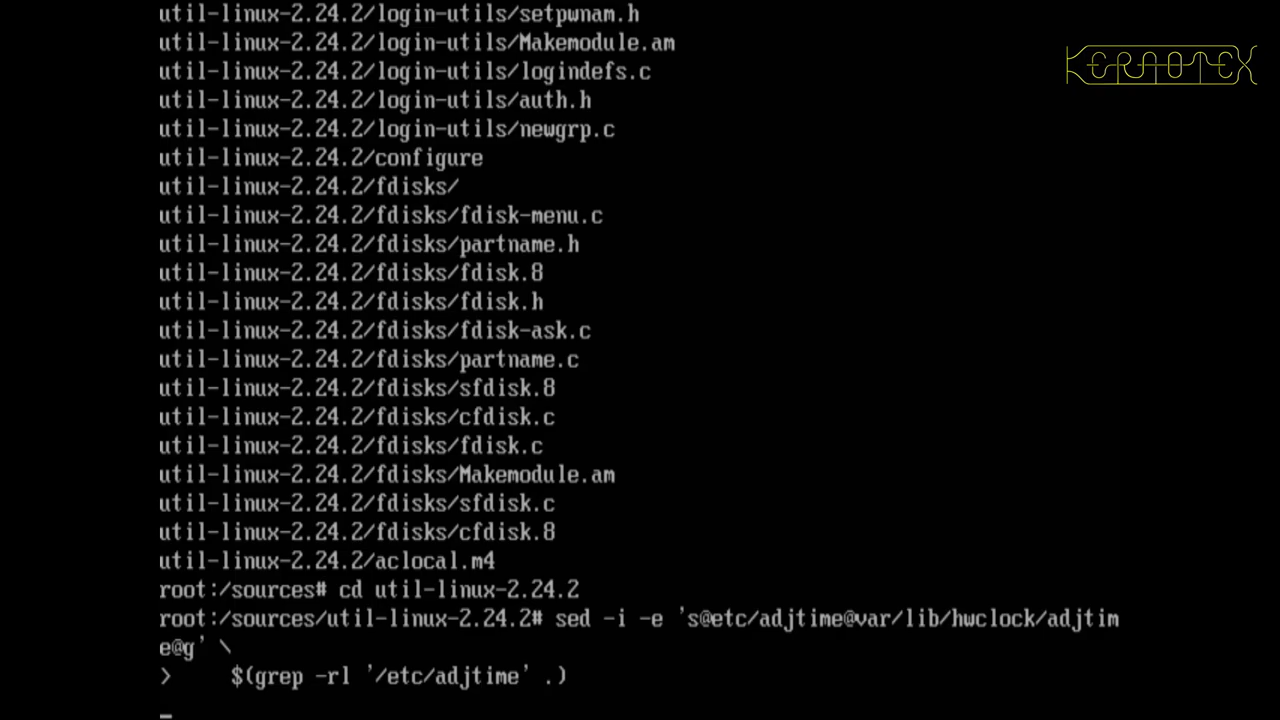 util-linux-2.24.2/login-utils/setpwnam.h
KERNOTEX
util-linux-2.24.2/login-utils/Makemodule.am
util-linux-2.24.2/login-utils/logindefs.c
util-linux-2.24.2/login-utils/auth.h
util-linux-2.24.2/login-utils/newgrp.c
util-linux-2.24.2/configure
util-linux-2.24.2/fdisks/
util-linux-2.24.2/fdisks/fdisk-menu.c
util-linux-2.24.2/fdisks/partname.h
util-linux-2.24.2/fdisks/fdisk.8
util-linux-2.24.2/fdisks/fdisk.h
util-linux-2.24.2/fdisks/fdisk-ask.c
util-linux-2.24.2/fdisks/partname.c
util-linux-2.24.2/fdisks/sfdisk.8
util-linux-2.24.2/fdisks/cfdisk.c
util-linux-2.24.2/fdisks/fdisk.c
util-linux-2.24.2/fdisks/Makemodule.am
util-linux-2.24.2/fdisks/sfdisk.c
util-linux-2.24.2/fdisks/cfdisk.8
util-linux-2.24.2/aclocal.m4
root:/sources# cd util-linux-2.24.2
root:/sources/util-linux-2.24.2# sed -i -e 's@etc/adjtime@var/lib/hwclock/adjtim
e@g' \
>     $(grep -rl '/etc/adjtime' .)